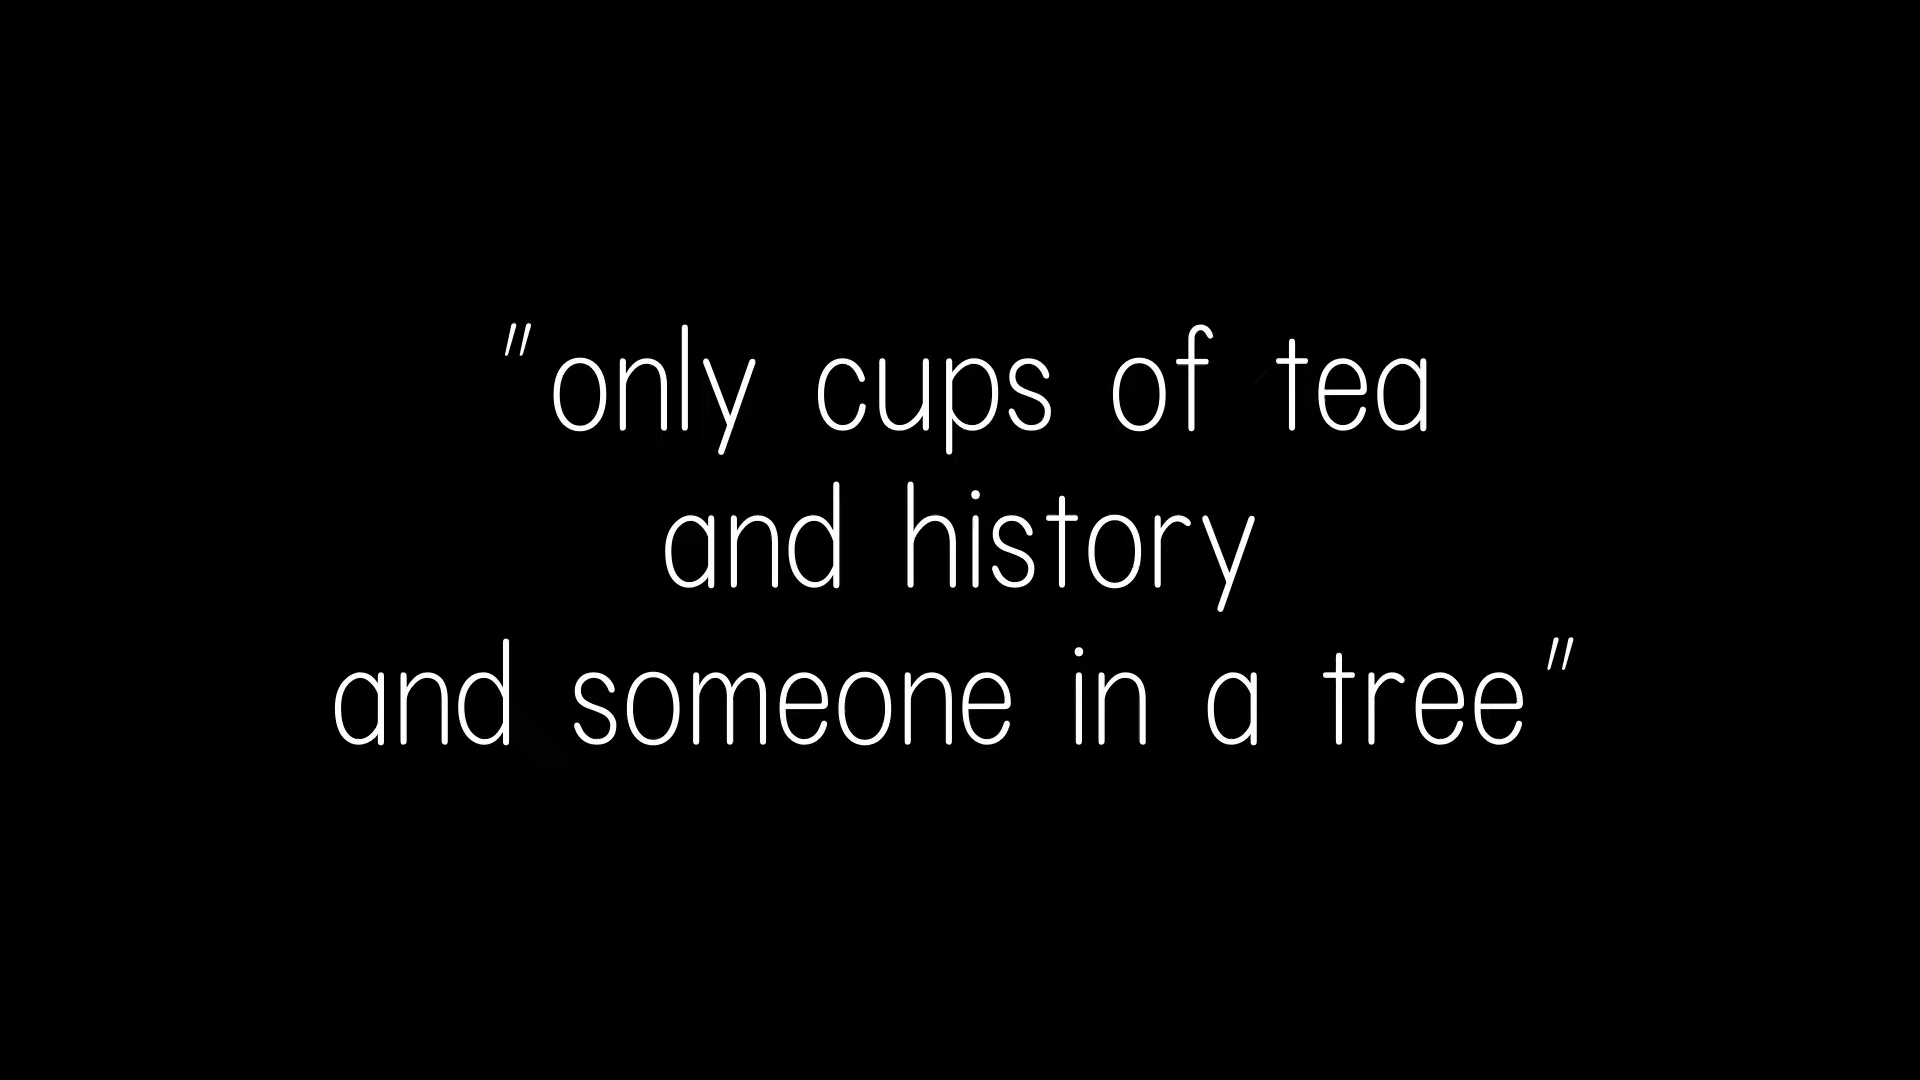 "only cups of tea
and history
and someone in a tree"